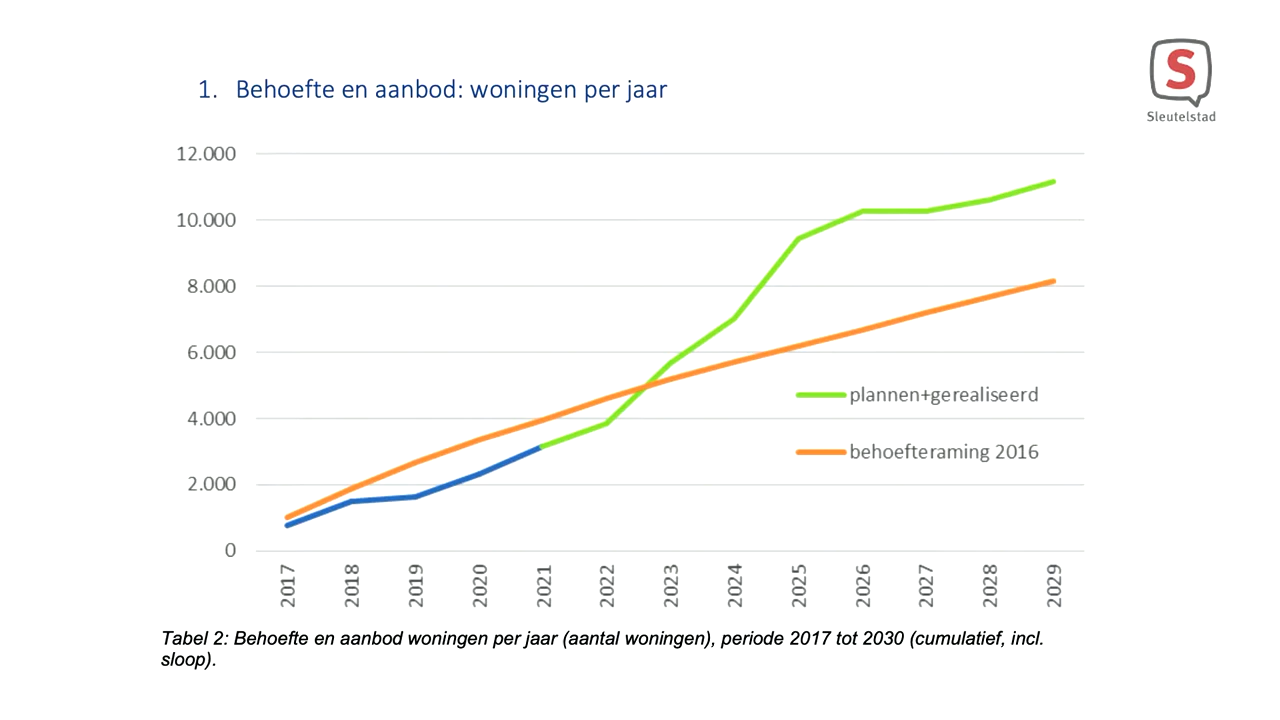 S
Sleutelstad
1. Behoefte en aanbod: woningen per jaar
12.000
10.000
8.000
6.000
4.000
2.000
0
plannen+gerealiseerd
behoefteraming 2016
2017
2018
2019
2020
2021
2022
2023
2024
2025
2026
2027
2028
2029
Tabel 2: Behoefte en aanbod woningen per jaar (aantal woningen), periode 2017 tot 2030 (cumulatief, incl.
sloop).